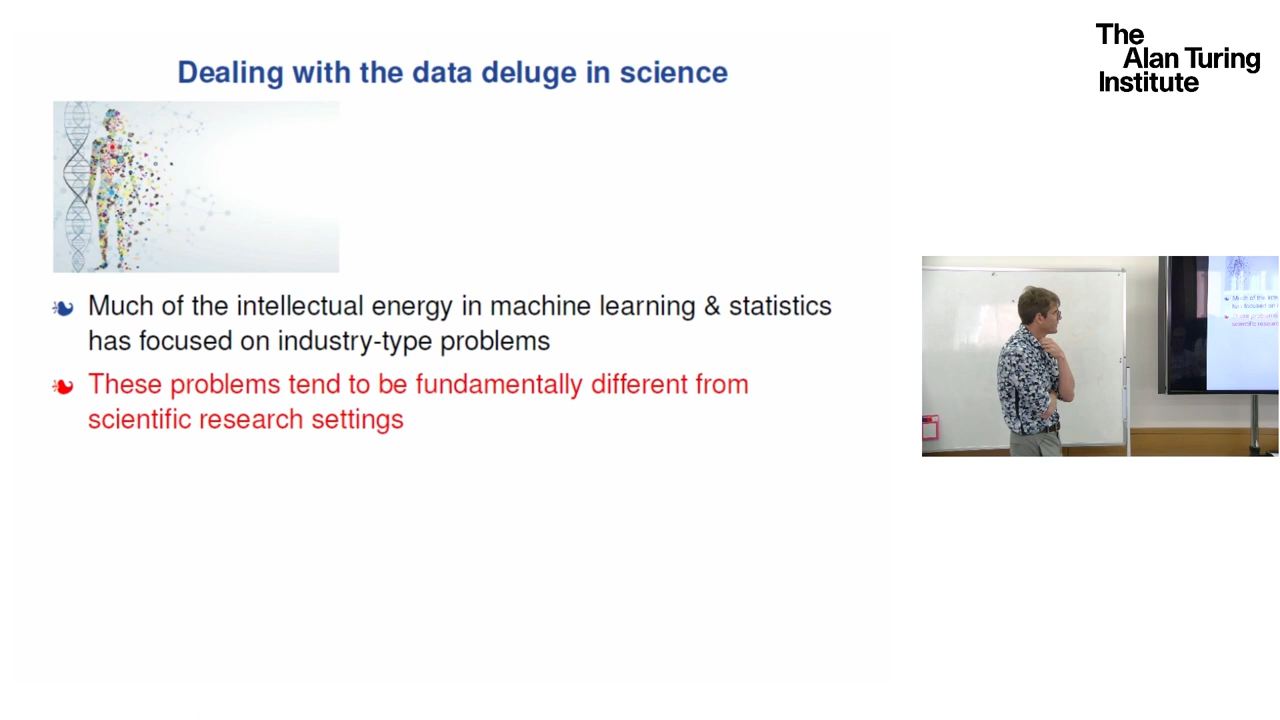 Dealing with the data deluge in science
The
Alan Turing
Institute
Much of the intellectual energy in machine learning & statistics
has focused on industry-type problems
These problems tend to be fundamentally different from
scientific research settings